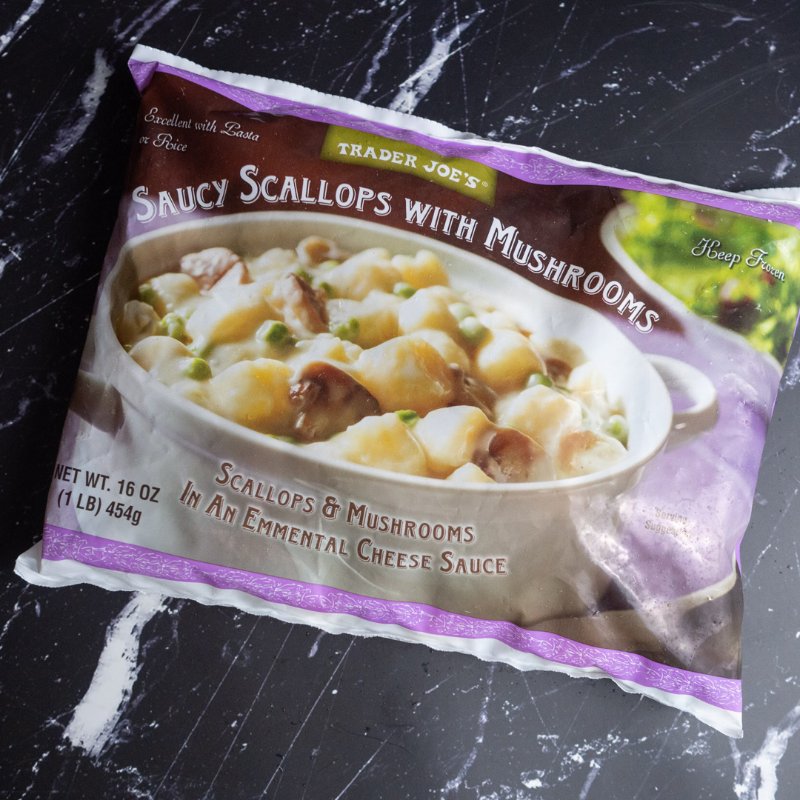 Excellent with Pasta
or Rice
TRADER JOE'S®
SAUCY SCALLOPS WITH MUSHROOMS
Keep Frozen
NET WT. 16 OZ
(1 LB) 454g
SCALLOPS & MUSHROOMS
IN AN EMMENTAL CHEESE SAUCE
Serving